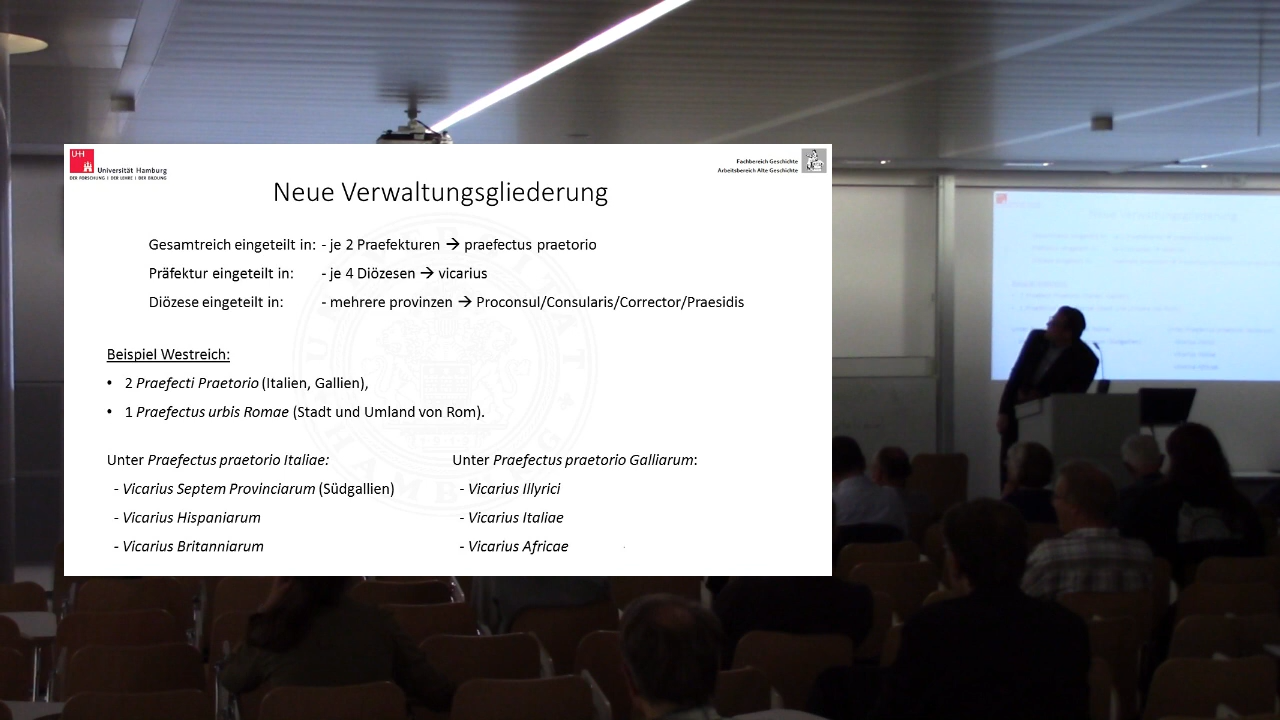 UH
Universität Hamburg
DER FORSCHUNG | DER LEHRE | DER BILDUNG
Fachbereich Geschichte
Arbeitsbereich Alte Geschichte
Neue Verwaltungsgliederung
Gesamtreich eingeteilt in: - je 2 Praefekturen → praefectus praetorio
Präfektur eingeteilt in: - je 4 Diözesen → vicarius
Diözese eingeteilt in: - mehrere provinzen → Proconsul/Consularis/Corrector/Praesidis
Beispiel Westreich:
• 2 Praefecti Praetorio (Italien, Gallien),
• 1 Praefectus urbis Romae (Stadt und Umland von Rom).
Unter Praefectus praetorio Italiae:
- Vicarius Septem Provinciarum (Südgallien)
- Vicarius Hispaniarum
- Vicarius Britanniarum
Unter Praefectus praetorio Galliarum:
- Vicarius Illyrici
- Vicarius Italiae
- Vicarius Africae
Neue Verwaltungsgliederung